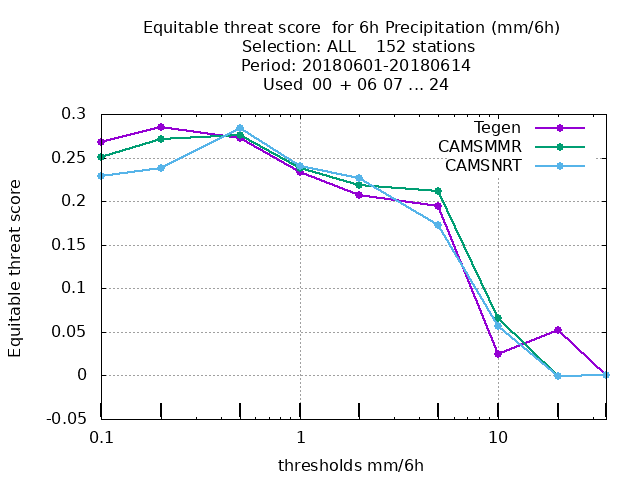 Equitable threat score  for 6h Precipitation (mm/6h)
Selection: ALL    152 stations
Period: 20180601-20180614
Used  00 + 06 07 ... 24
Tegen
CAMSMMR
CAMSNRT
Equitable threat score
0.3
0.25
0.2
0.15
0.1
0.05
0
-0.05
0.1
1
10
thresholds mm/6h